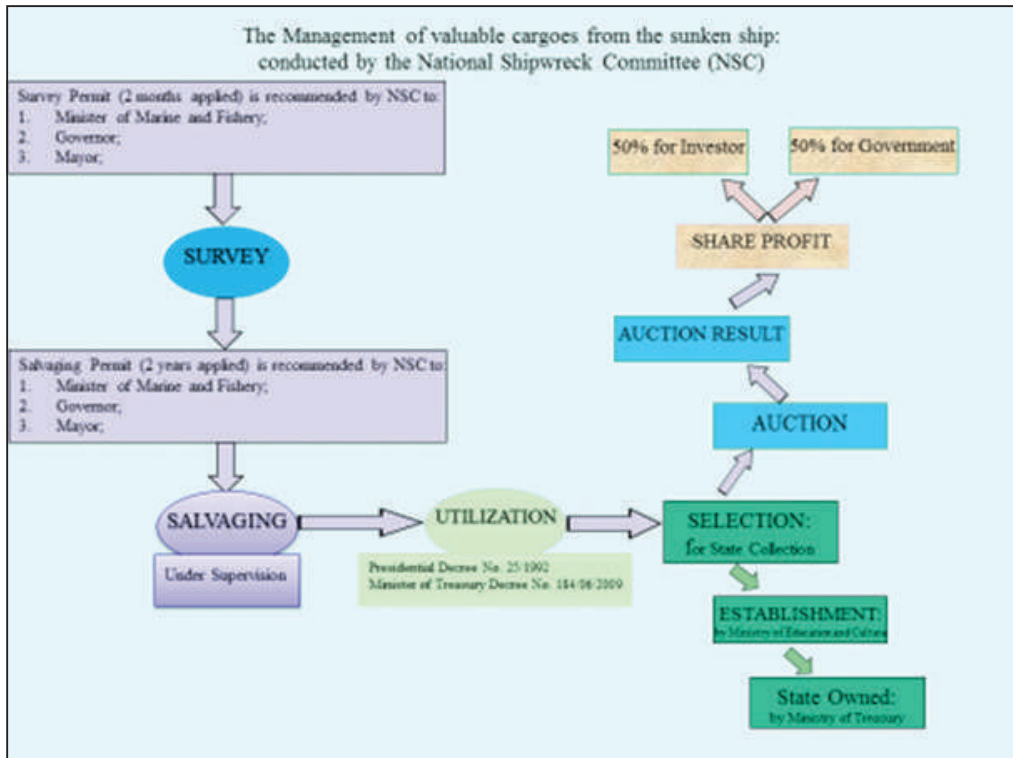 The Management of valuable cargoes from the sunken ship:
conducted by the National Shipwreck Committee (NSC)
Survey Permit (2 months applied) is recommended by NSC to:
1. Minister of Marine and Fishery;
2. Governor;
3. Mayor;
SURVEY
Salvaging Permit (2 years applied) is recommended by NSC to:
1. Minister of Marine and Fishery;
2. Governor;
3. Mayor;
SALVAGING
Under Supervision
UTILIZATION
Presidential Decree No. 25/1992
Minister of Treasury Decree No. 184/06/2009
SELECTION:
for State Collection
ESTABLISHMENT:
by Ministry of Education and Culture
State Owned:
by Ministry of Treasury
AUCTION
AUCTION RESULT
SHARE PROFIT
50% for Investor
50% for Government